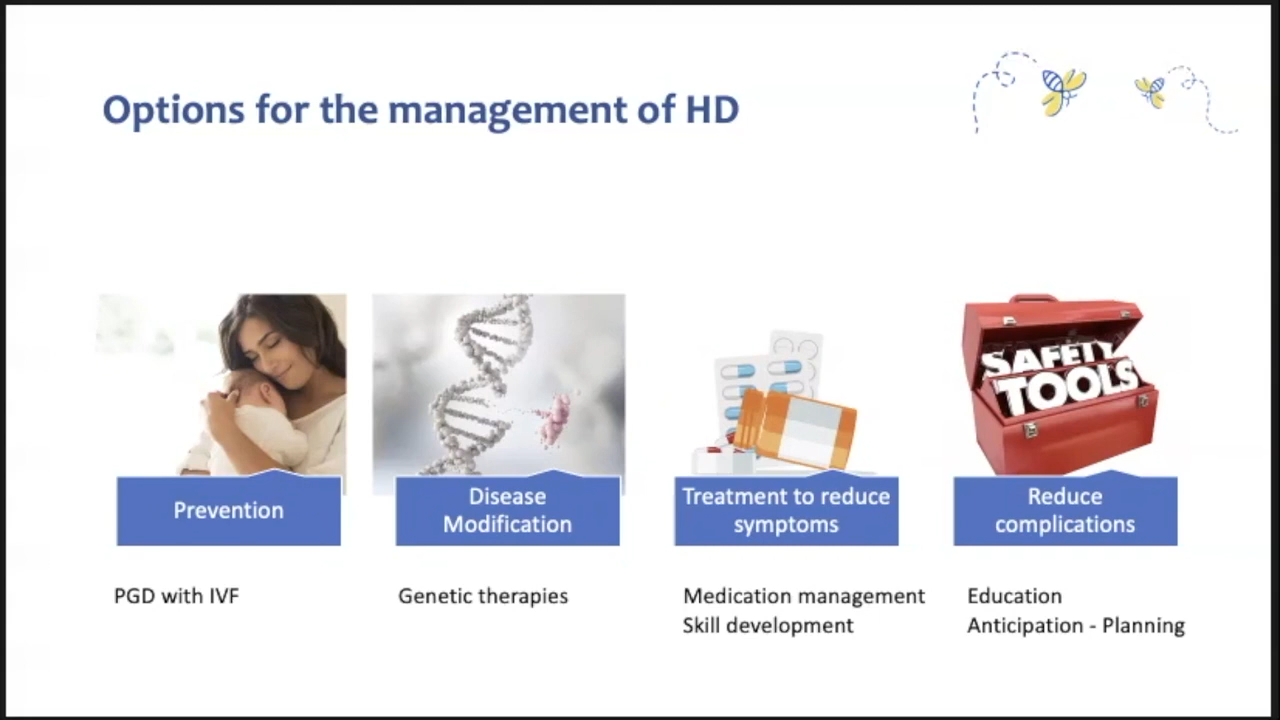 Options for the management of HD
SAFETY
TOOLS
Prevention
Disease
Modification
Treatment to reduce
symptoms
Reduce
complications
PGD with IVF
Genetic therapies
Medication management
Skill development
Education
Anticipation - Planning